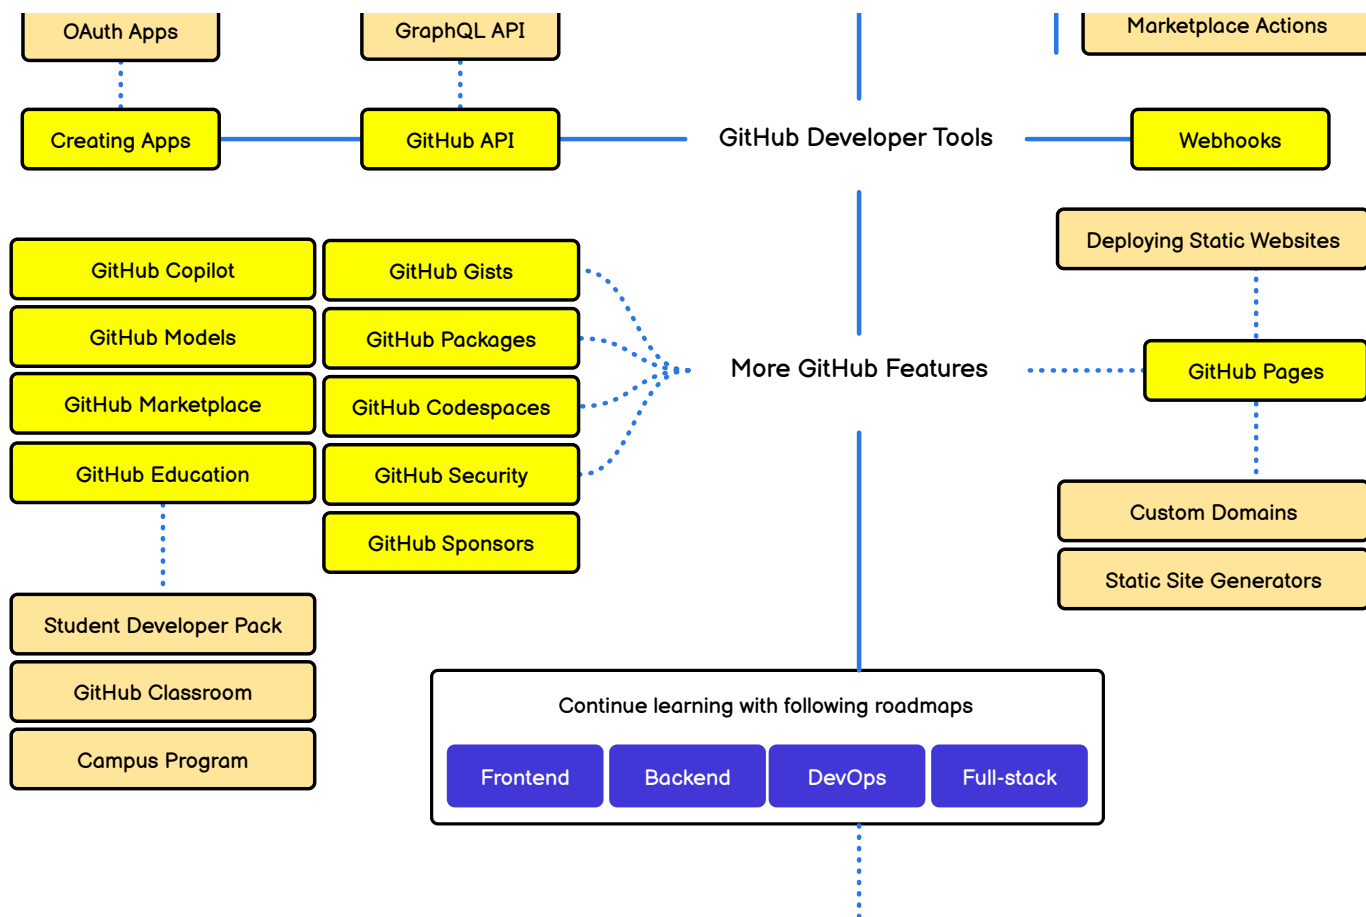 OAuth Apps
GraphQL API
Marketplace Actions
Creating Apps
GitHub API
GitHub Developer Tools
Webhooks
Deploying Static Websites
GitHub Copilot
GitHub Gists
GitHub Models
GitHub Packages
More GitHub Features
GitHub Pages
GitHub Marketplace
GitHub Codespaces
GitHub Education
GitHub Security
Custom Domains
GitHub Sponsors
Static Site Generators
Student Developer Pack
GitHub Classroom
Campus Program
Continue learning with following roadmaps
Frontend
Backend
DevOps
Full-stack